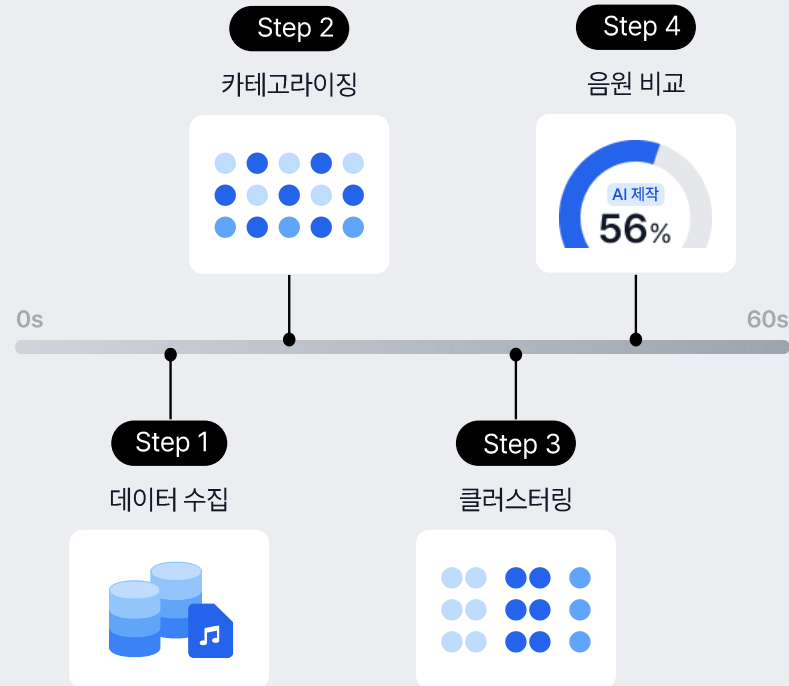 Step 2
카테고라이징
Step 4
음원 비교
AI 제작
56%
0s
60s
Step 1
데이터 수집
Step 3
클러스터링